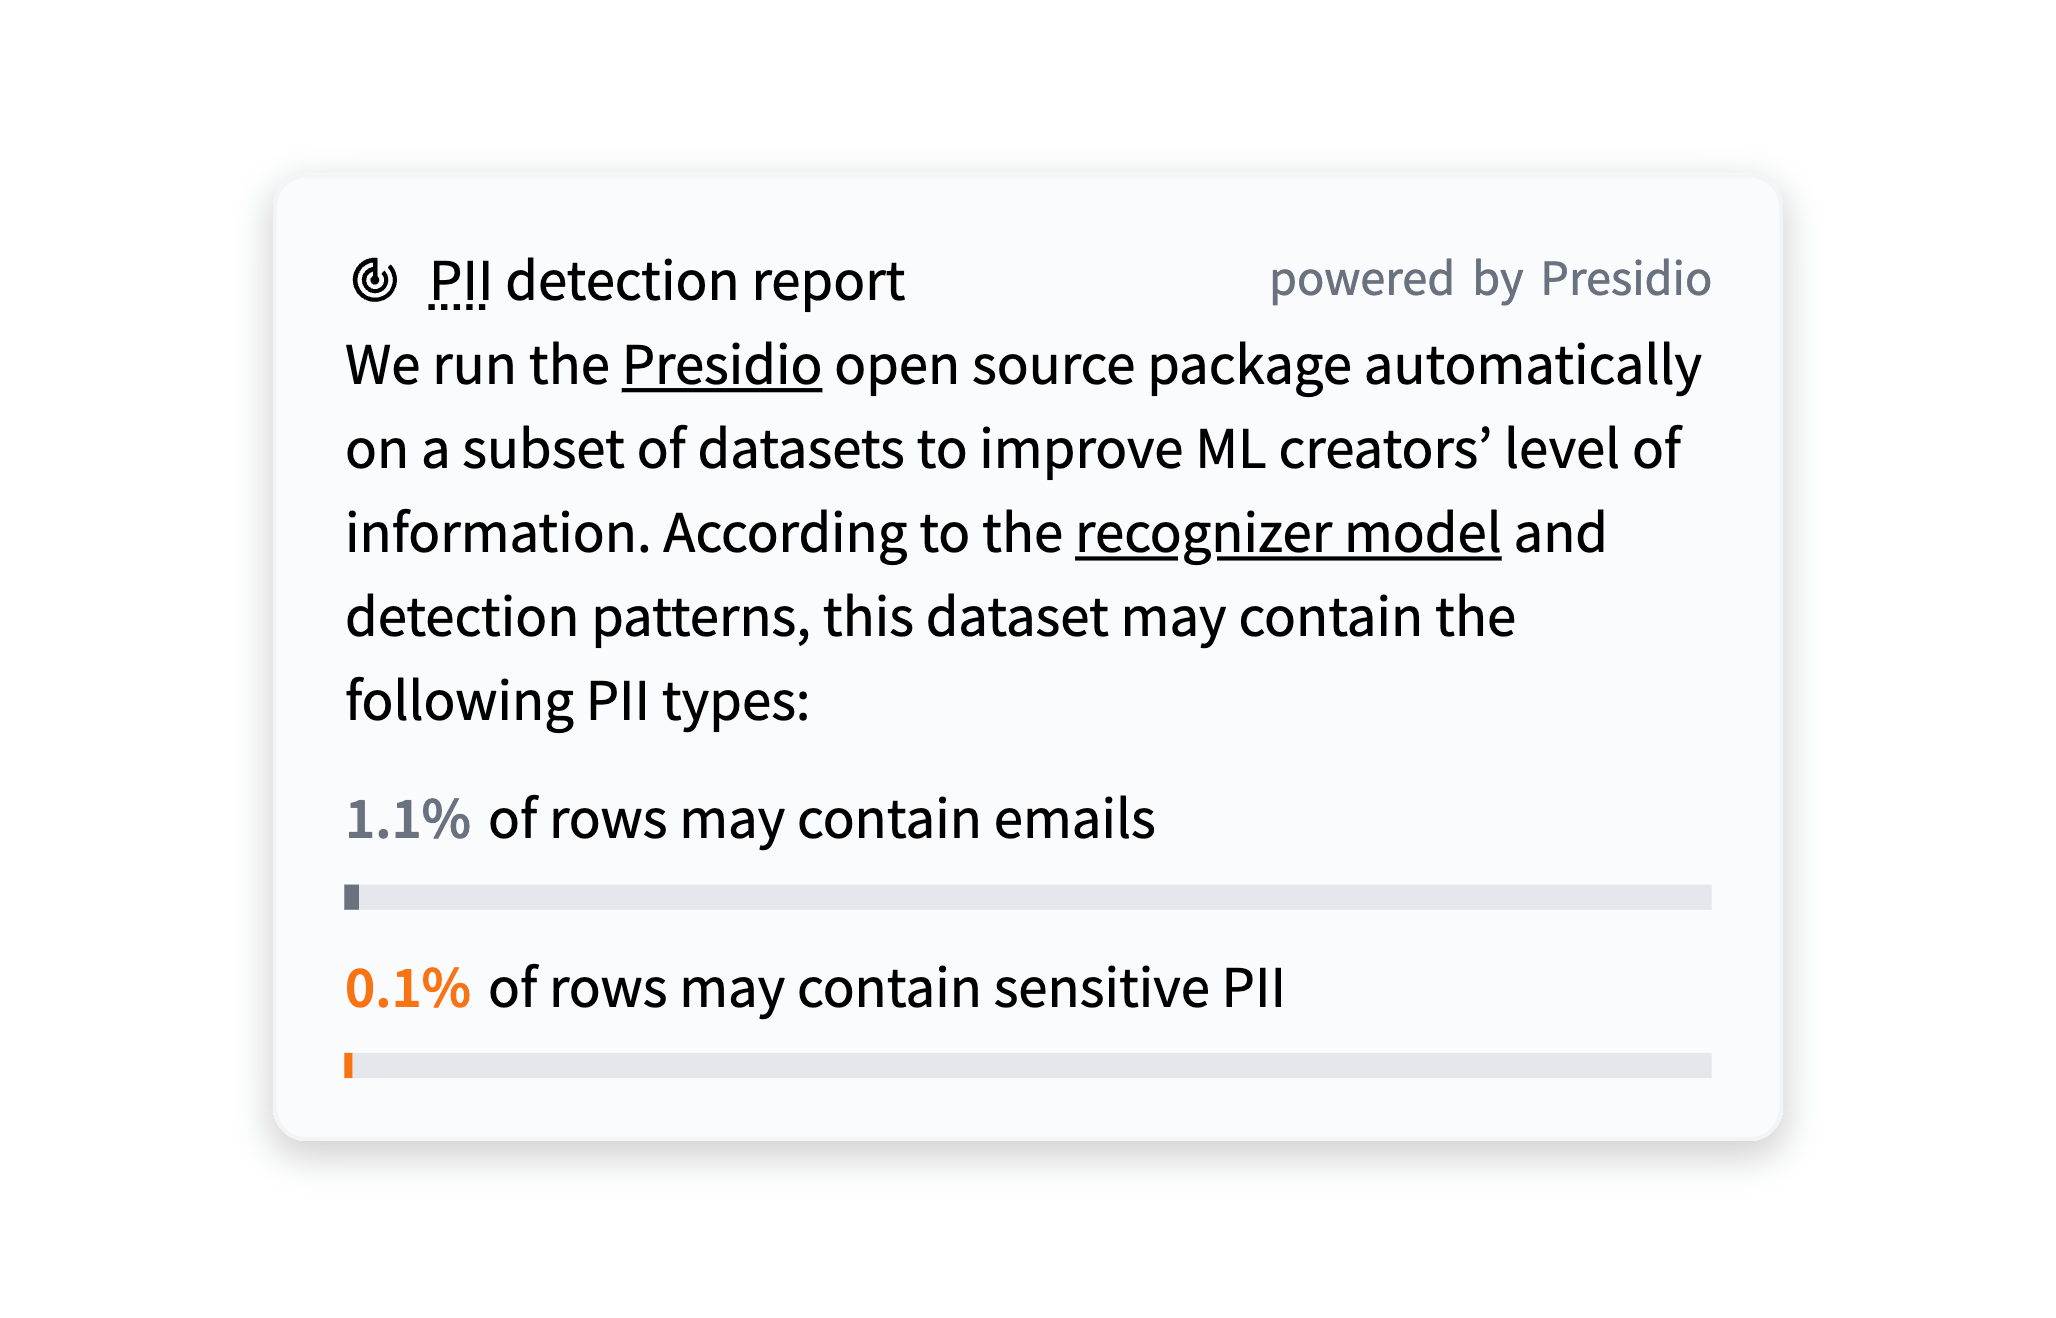 PII detection report
powered by Presidio
We run the Presidio open source package automatically
on a subset of datasets to improve ML creators’ level of
information. According to the recognizer model and
detection patterns, this dataset may contain the
following PII types:
1.1% of rows may contain emails
0.1% of rows may contain sensitive PII